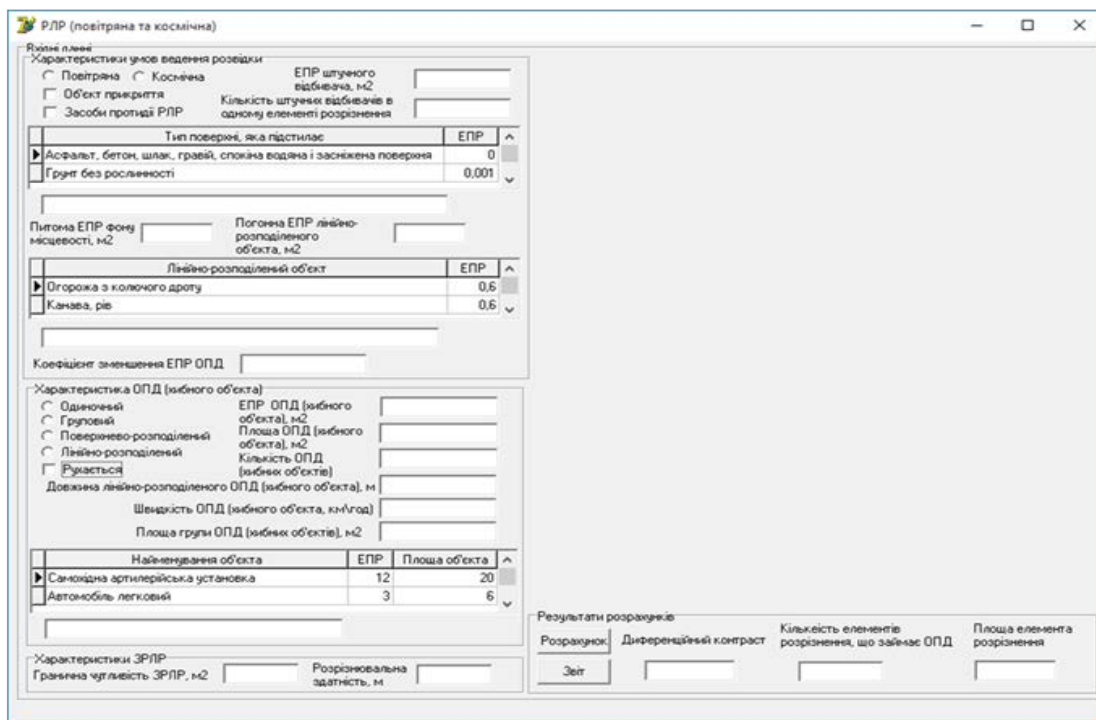 РЛР (повітряна та космічна)
Вхідні данні
Характеристики умов ведення розвідки
Повітряна Космічна
Об'єкт прикриття
Засоби протидії РЛР
ЕПР штучного
відбивача, м2
Кількість штучних відбивачів в
одному елементі розрізнення
Тип поверхні, яка підстилає ЕПР
Асфальт, бетон, шлак, гравій, спокійна водяна і засніжена поверхня 0
Грунт без рослинності 0,001
Питома ЕПР фону
місцевості, м2
Погонна ЕПР лінійно-
розподіленого
об'єкта, м2
Лінійно-розподілений об'єкт ЕПР
Огорожа з колючого дроту 0,6
Канава, рів 0,6
Коефіцієнт зменшення ЕПР ОПД
Характеристика ОПД (хибного об'єкта)
Одиночний
Груповий
Поверхнево-розподілений
Лінійно-розподілений
Рухається
ЕПР ОПД (хибного
об'єкта), м2
Площа ОПД (хибного
об'єкта), м2
Кількість ОПД
(хибних об'єктів)
Довжина лінійно-розподіленого ОПД (хибного об'єкта), м
Швидкість ОПД (хибного об'єкта, км\год)
Площа групи ОПД (хибних об'єктів), м2
Найменування об'єкта ЕПР Площа об'єкта
Самохідна артилерійська установка 12 20
Автомобіль легковий 3 6
Характеристики ЗРЛР
Гранична чутливість ЗРЛР, м2
Розрізнювальна
здатність, м
Результати розрахунків
Розрахунок
Звіт
Диференційний контраст
Кількеість елементів
розрізнення, що займає ОПД
Площа елемента
розрізнення